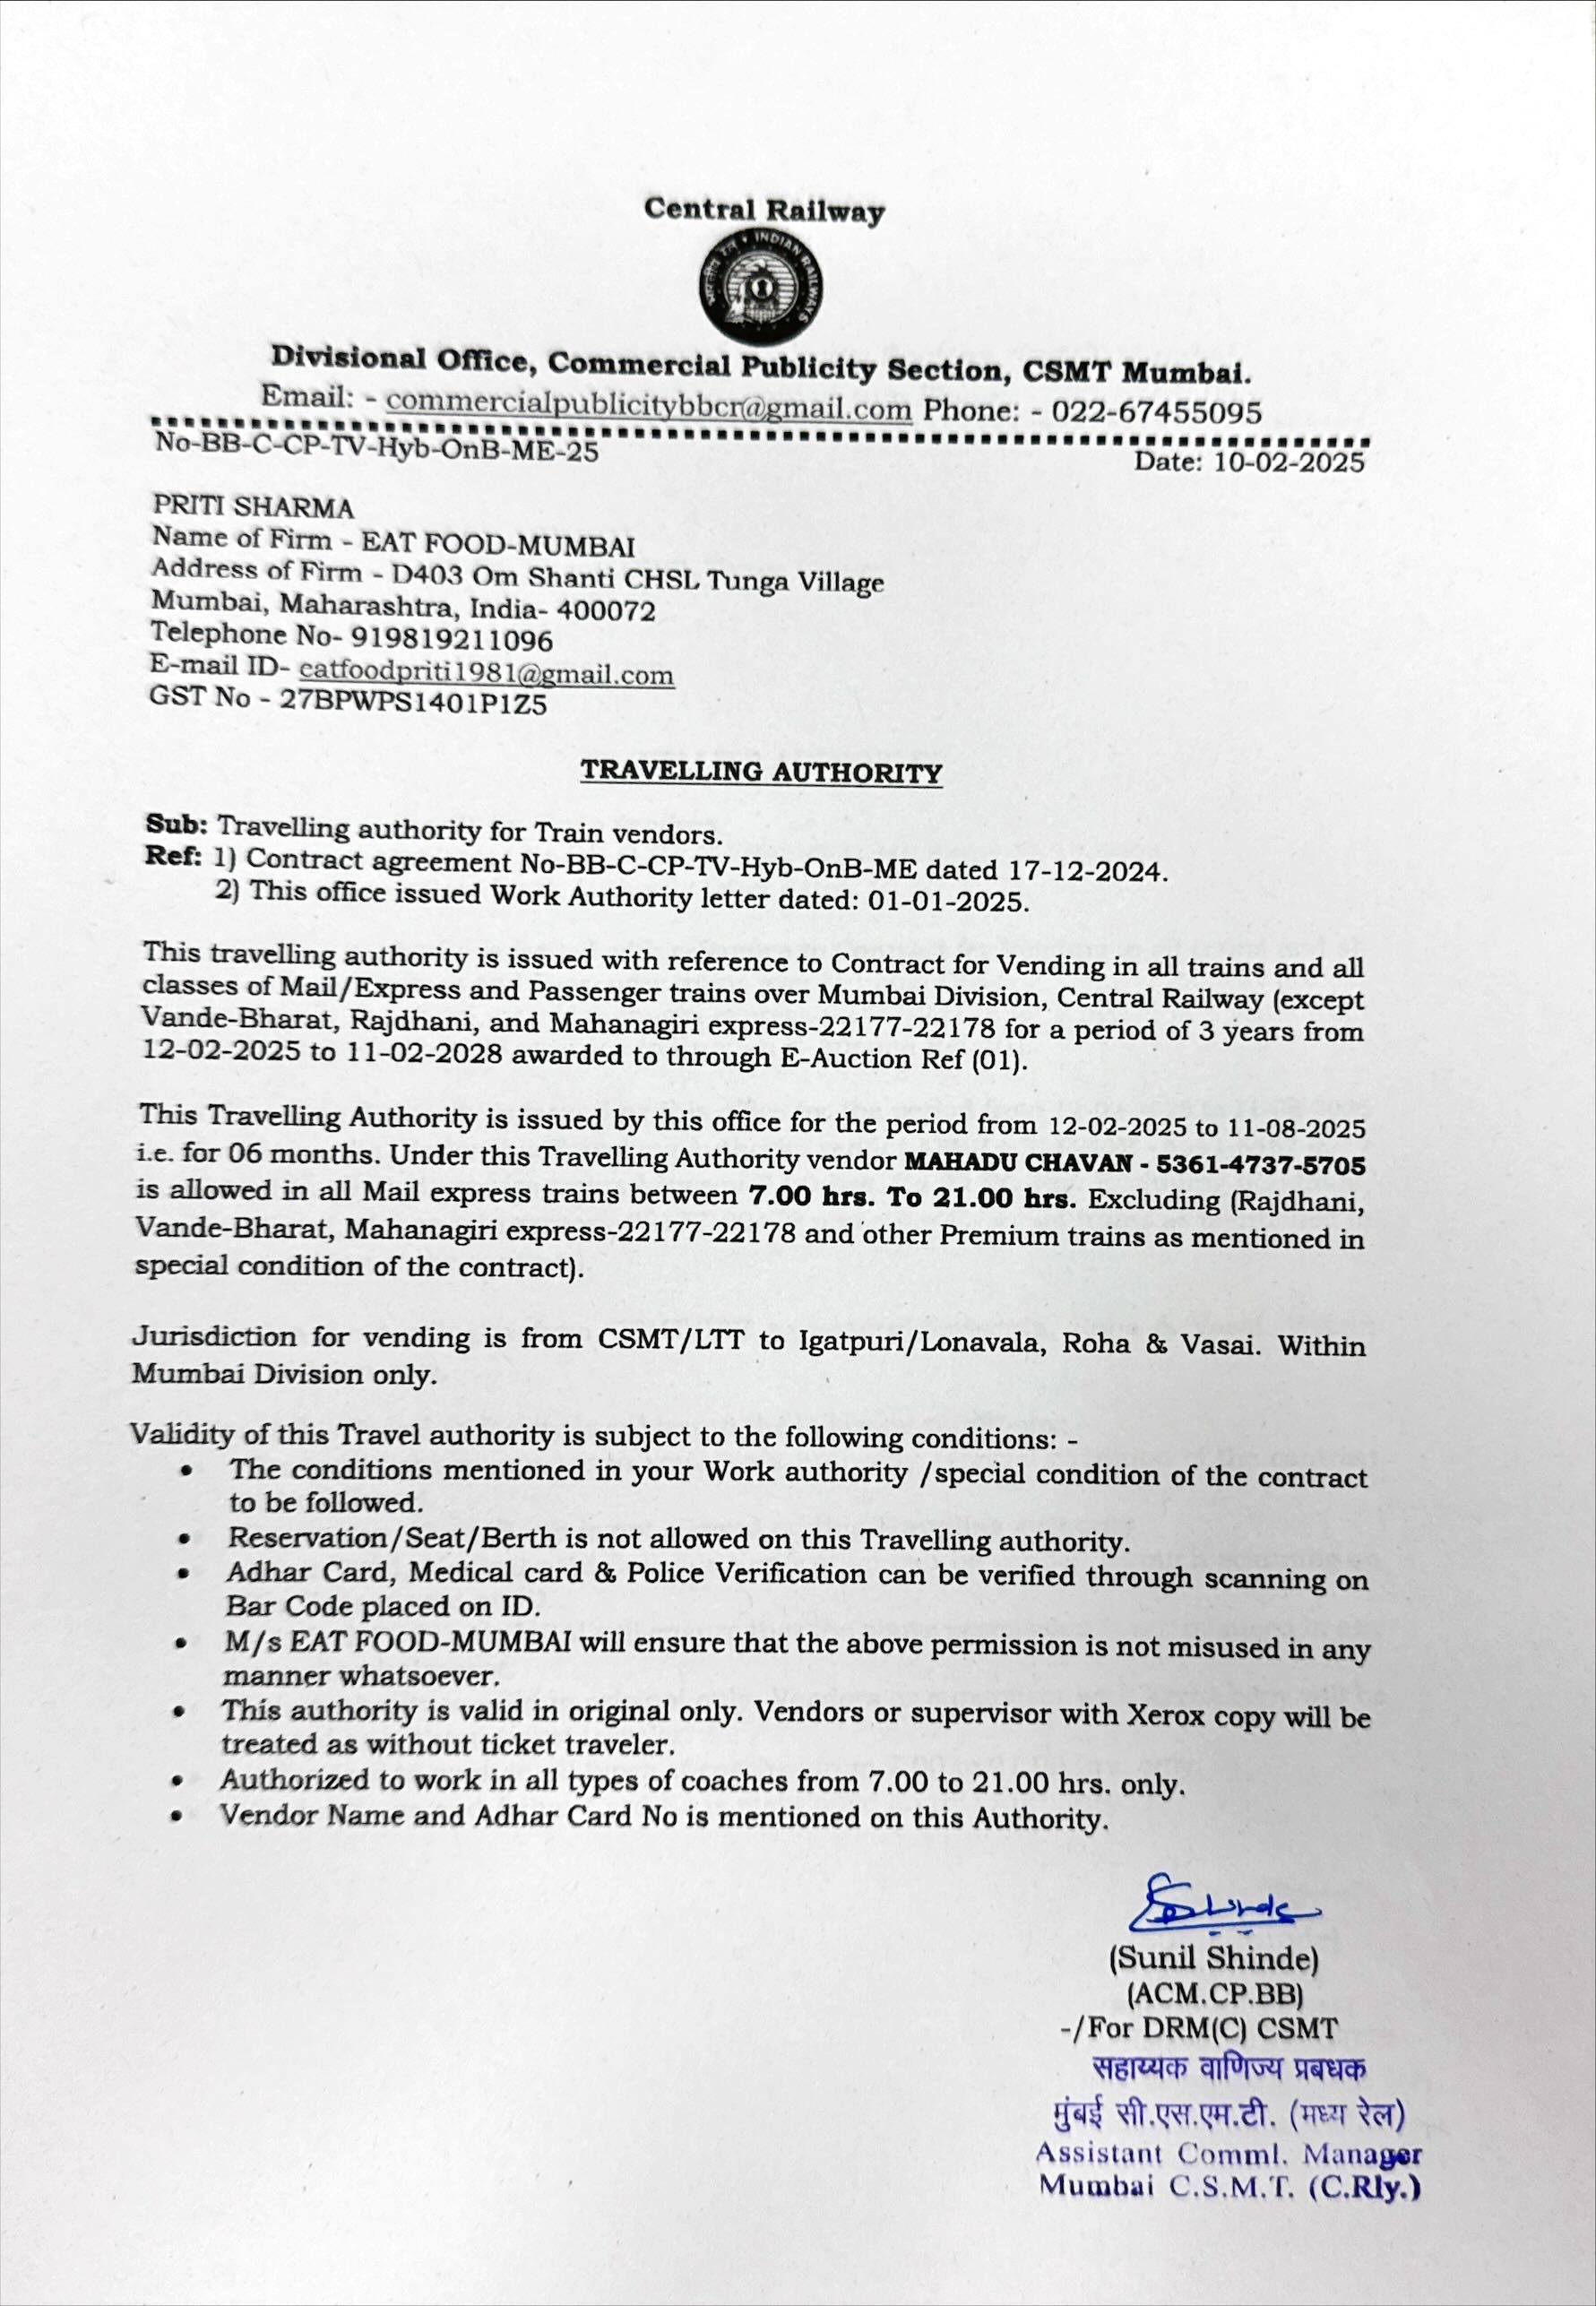 Central Railway
भारतीय रेल • INDIAN RAILWAYS
Divisional Office, Commercial Publicity Section, CSMT Mumbai.
Email: - commercialpublicitybbcr@gmail.com Phone: - 022-67455095
No-BB-C-CP-TV-Hyb-OnB-ME-25
Date: 10-02-2025
PRITI SHARMA
Name of Firm - EAT FOOD-MUMBAI
Address of Firm - D403 Om Shanti CHSL Tunga Village
Mumbai, Maharashtra, India- 400072
Telephone No- 919819211096
E-mail ID- catfoodpriti1981@gmail.com
GST No - 27BPWPS1401P1Z5
TRAVELLING AUTHORITY
Sub: Travelling authority for Train vendors.
Ref: 1) Contract agreement No-BB-C-CP-TV-Hyb-OnB-ME dated 17-12-2024.
2) This office issued Work Authority letter dated: 01-01-2025.
This travelling authority is issued with reference to Contract for Vending in all trains and all
classes of Mail/Express and Passenger trains over Mumbai Division, Central Railway (except
Vande-Bharat, Rajdhani, and Mahanagiri express-22177-22178 for a period of 3 years from
12-02-2025 to 11-02-2028 awarded to through E-Auction Ref (01).
This Travelling Authority is issued by this office for the period from 12-02-2025 to 11-08-2025
i.e. for 06 months. Under this Travelling Authority vendor MAHADU CHAVAN - 5361-4737-5705
is allowed in all Mail express trains between 7.00 hrs. To 21.00 hrs. Excluding (Rajdhani,
Vande-Bharat, Mahanagiri express-22177-22178 and other Premium trains as mentioned in
special condition of the contract).
Jurisdiction for vending is from CSMT/LTT to Igatpuri/Lonavala, Roha & Vasai. Within
Mumbai Division only.
Validity of this Travel authority is subject to the following conditions: -
• The conditions mentioned in your Work authority /special condition of the contract
to be followed.
• Reservation/Seat/Berth is not allowed on this Travelling authority.
• Adhar Card, Medical card & Police Verification can be verified through scanning on
Bar Code placed on ID.
• M/s EAT FOOD-MUMBAI will ensure that the above permission is not misused in any
manner whatsoever.
• This authority is valid in original only. Vendors or supervisor with Xerox copy will be
treated as without ticket traveler.
• Authorized to work in all types of coaches from 7.00 to 21.00 hrs. only.
• Vendor Name and Adhar Card No is mentioned on this Authority.
SShinde
(Sunil Shinde)
(ACM.CP.BB)
-/For DRM(C) CSMT
सहाय्यक वाणिज्य प्रबधक
मुंबई सी.एस.एम.टी. (मध्य रेल)
Assistant Comml. Manager
Mumbai C.S.M.T. (C.Rly.)